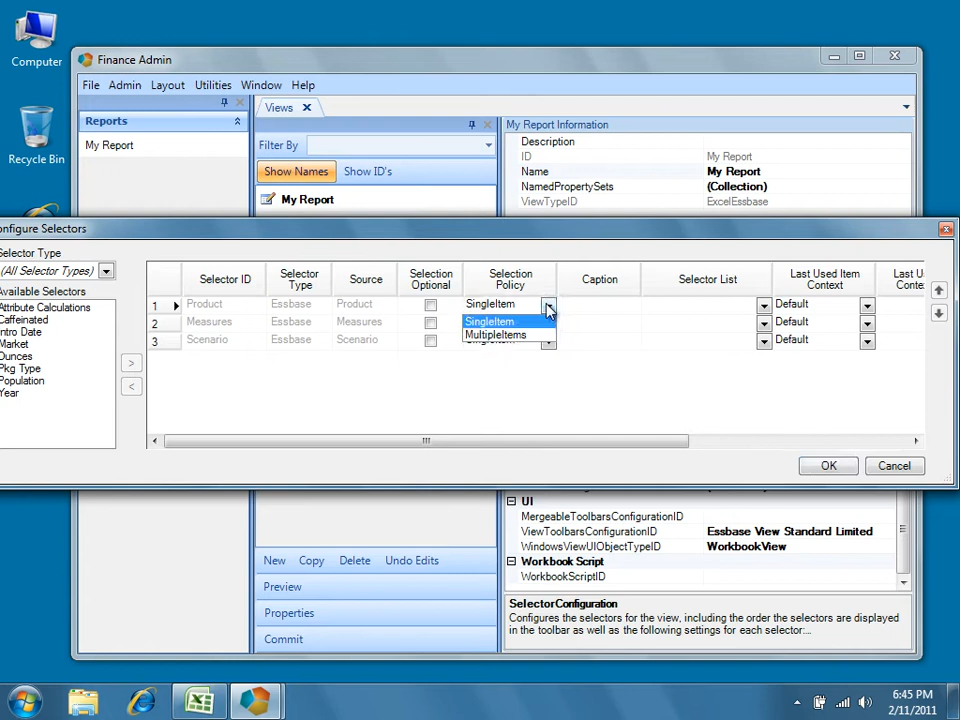 Computer
Recycle Bin
Finance Admin
File Admin Layout Utilities Window Help
Reports
My Report
Views
Filter By
Show Names Show ID's
My Report
My Report Information
Description
ID My Report
Name My Report
NamedPropertySets (Collection)
ViewTypeID ExcelEssbase
onfigure Selectors
Selector Type
(All Selector Types)
Available Selectors
Attribute Calculations
Caffeinated
Intro Date
Market
Ounces
Pkg Type
Population
Year
>
<
Selector ID Selector Type Source Selection Optional Selection Policy Caption Selector List Last Used Item Context Last U Conte
1 Product Essbase Product SingleItem Default
2 Measures Essbase Measures Default
3 Scenario Essbase Scenario Default
SingleItem
MultipleItems
OK Cancel
UI
MergeableToolbarsConfigurationID
ViewToolbarsConfigurationID Essbase View Standard Limited
WindowsViewUIObjectTypeID WorkbookView
Workbook Script
WorkbookScriptID
New Copy Delete Undo Edits
Preview
Properties
Commit
SelectorConfiguration
Configures the selectors for the view, including the order the selectors are displayed
in the toolbar as well as the following settings for each selector:...
6:45 PM
2/11/2011